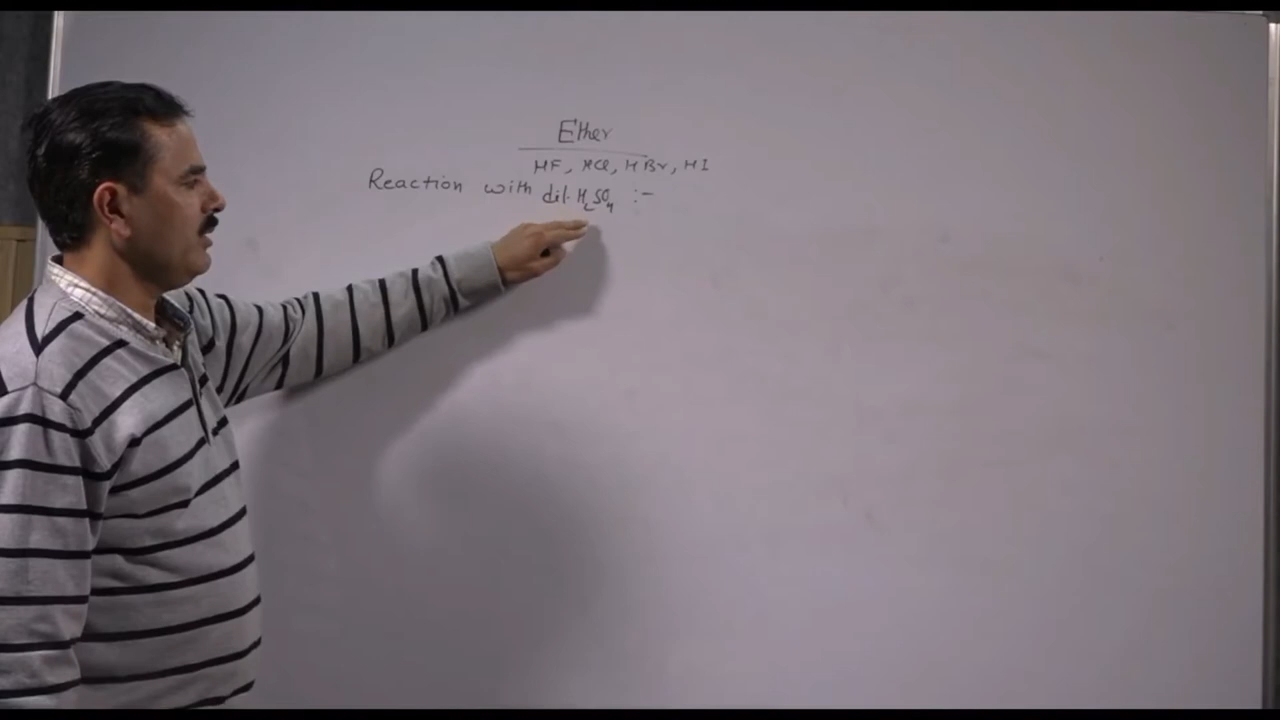 Ether
HF, HCl, HBr, HI
Reaction with dil. H₂SO₄ :-